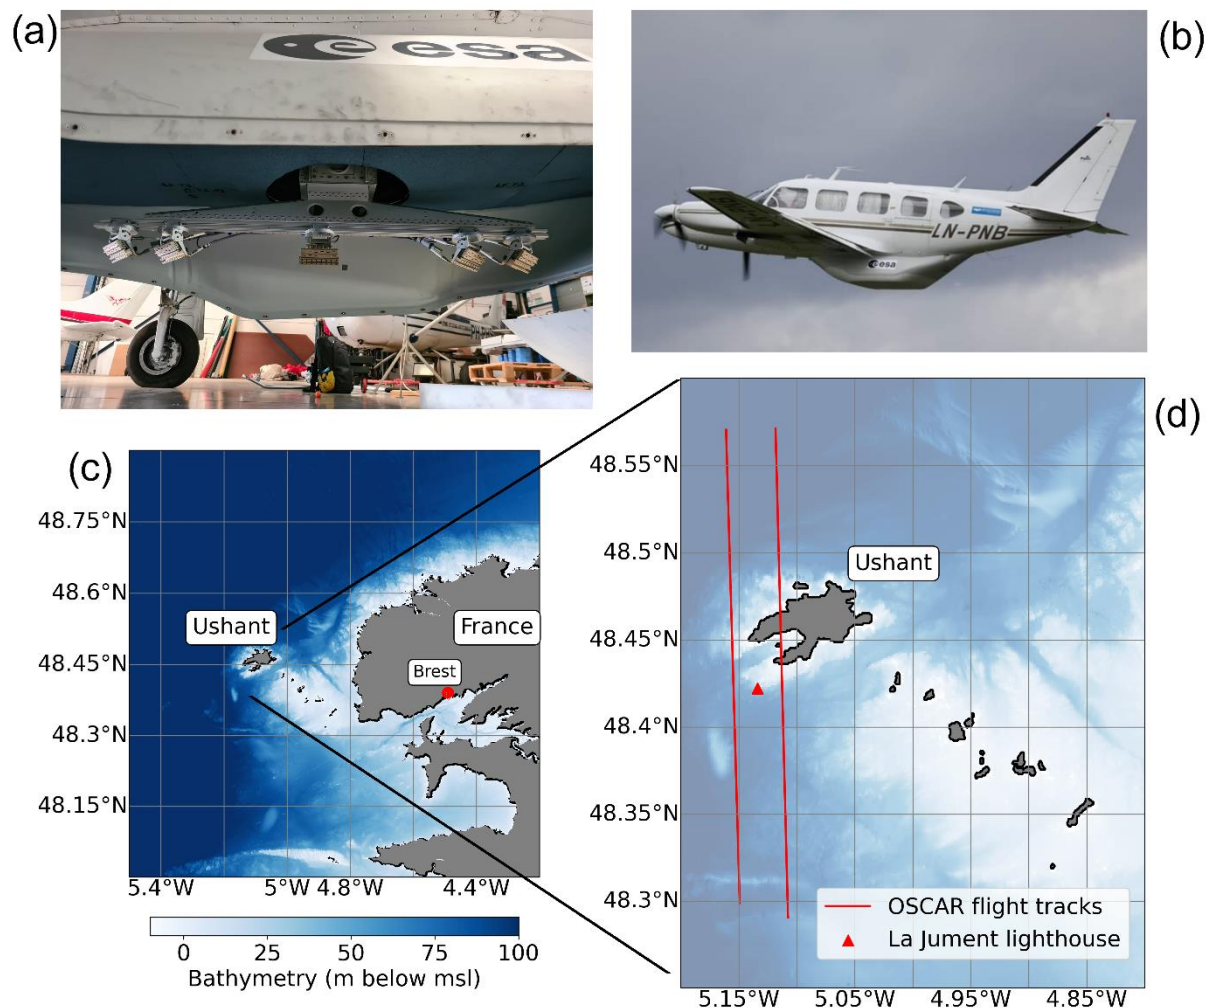 (a)
esa
(b)
LN-PNB
esa
(c)
48.75°N
48.6°N
48.45°N
48.3°N
48.15°N
Ushant
France
Brest
5.4°W 5°W 4.8°W 4.4°W
0 25 50 75 100
Bathymetry (m below msl)
(d)
48.55°N
48.5°N
48.45°N
48.4°N
48.35°N
48.3°N
Ushant
OSCAR flight tracks
La Jument lighthouse
5.15°W 5.05°W 4.95°W 4.85°W